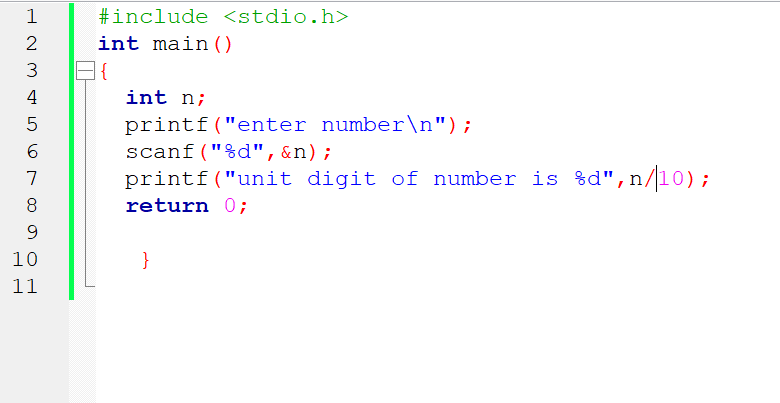 1 #include <stdio.h>
2 int main()
3 {
4 int n;
5 printf("enter number\n");
6 scanf("%d",&n);
7 printf("unit digit of number is %d",n/10);
8 return 0;
9
10 }
11